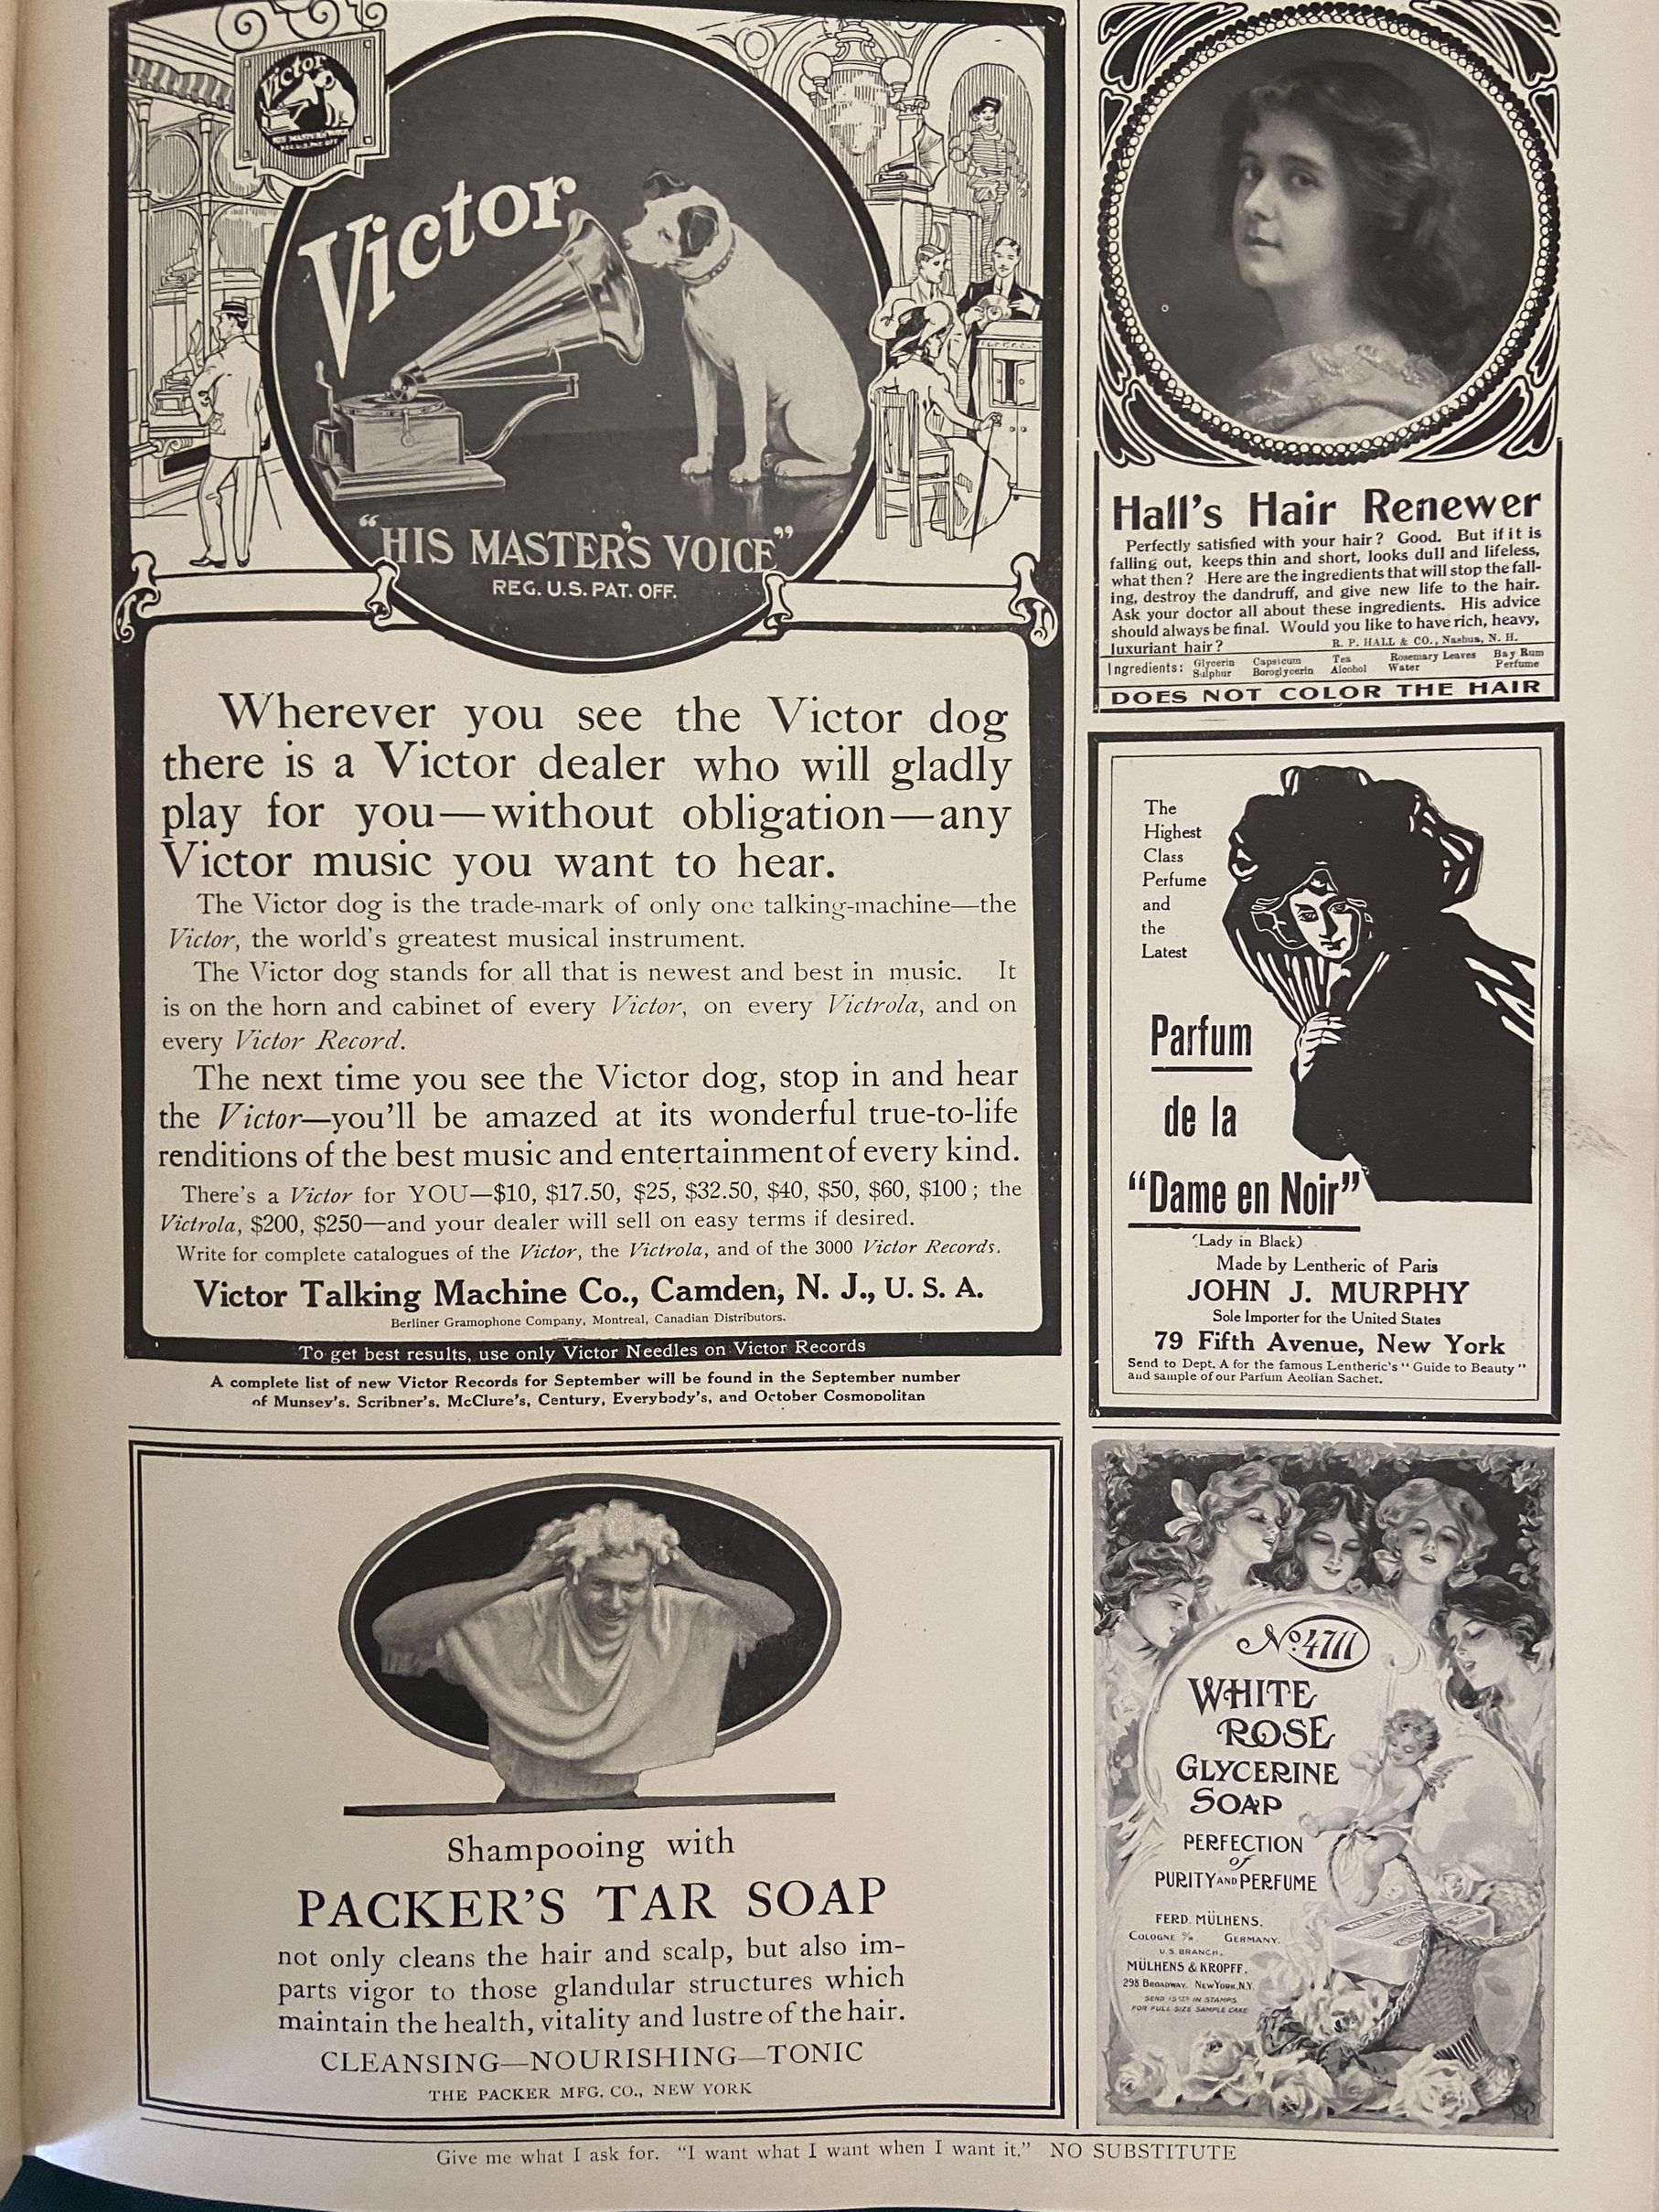 Victor
HIS MASTER'S VOICE
REG. U.S. PAT. OFF.
Victor
"HIS MASTER'S VOICE"
REG. U.S. PAT. OFF.
Wherever you see the Victor dog
there is a Victor dealer who will gladly
play for you—without obligation—any
Victor music you want to hear.
The Victor dog is the trade-mark of only one talking-machine—the
Victor, the world's greatest musical instrument.
The Victor dog stands for all that is newest and best in music. It
is on the horn and cabinet of every Victor, on every Victrola, and on
every Victor Record.
The next time you see the Victor dog, stop in and hear
the Victor—you'll be amazed at its wonderful true-to-life
renditions of the best music and entertainment of every kind.
There's a Victor for YOU—$10, $17.50, $25, $32.50, $40, $50, $60, $100; the
Victrola, $200, $250—and your dealer will sell on easy terms if desired.
Write for complete catalogues of the Victor, the Victrola, and of the 3000 Victor Records.
Victor Talking Machine Co., Camden, N. J., U. S. A.
Berliner Gramophone Company, Montreal, Canadian Distributors.
To get best results, use only Victor Needles on Victor Records
A complete list of new Victor Records for September will be found in the September number
of Munsey's, Scribner's, McClure's, Century, Everybody's, and October Cosmopolitan
Shampooing with
PACKER'S TAR SOAP
not only cleans the hair and scalp, but also im-
parts vigor to those glandular structures which
maintain the health, vitality and lustre of the hair.
CLEANSING—NOURISHING—TONIC
THE PACKER MFG. CO., NEW YORK
Hall's Hair Renewer
Perfectly satisfied with your hair? Good. But if it is
falling out, keeps thin and short, looks dull and lifeless,
what then? Here are the ingredients that will stop the fall-
ing, destroy the dandruff, and give new life to the hair.
Ask your doctor all about these ingredients. His advice
should always be final. Would you like to have rich, heavy,
luxuriant hair? R. P. HALL & CO., Nashua, N. H.
Ingredients: Glycerin Capsicum Tea Rosemary Leaves Bay Rum
Sulphur Boroglycerin Alcohol Water Perfume
DOES NOT COLOR THE HAIR
The
Highest
Class
Perfume
and
the
Latest
Parfum
de la
"Dame en Noir"
(Lady in Black)
Made by Lentheric of Paris
JOHN J. MURPHY
Sole Importer for the United States
79 Fifth Avenue, New York
Send to Dept. A for the famous Lentheric's "Guide to Beauty"
and sample of our Parfum Aeolian Sachet.
No. 4711
WHITE
ROSE
GLYCERINE
SOAP
PERFECTION
of
PURITY AND PERFUME
FERD. MÜLHENS.
COLOGNE o/R GERMANY.
U.S. BRANCH,
MÜLHENS & KROPFF.
298 BROADWAY. NEW YORK. N.Y.
SEND 15 CTS IN STAMPS
FOR FULL SIZE SAMPLE CAKE
Give me what I ask for. "I want what I want when I want it." NO SUBSTITUTE